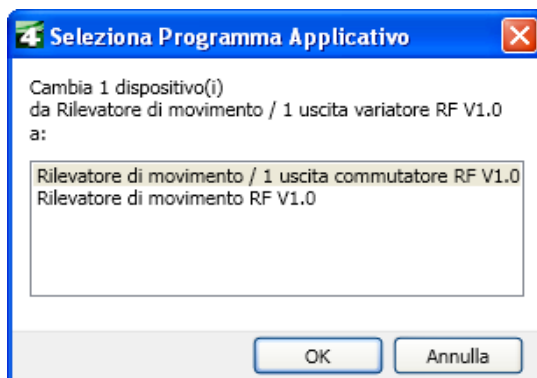 4 Seleziona Programma Applicativo
Cambia 1 dispositivo(i)
da Rilevatore di movimento / 1 uscita variatore RF V1.0
a:
Rilevatore di movimento / 1 uscita commutatore RF V1.0
Rilevatore di movimento RF V1.0
OK Annulla